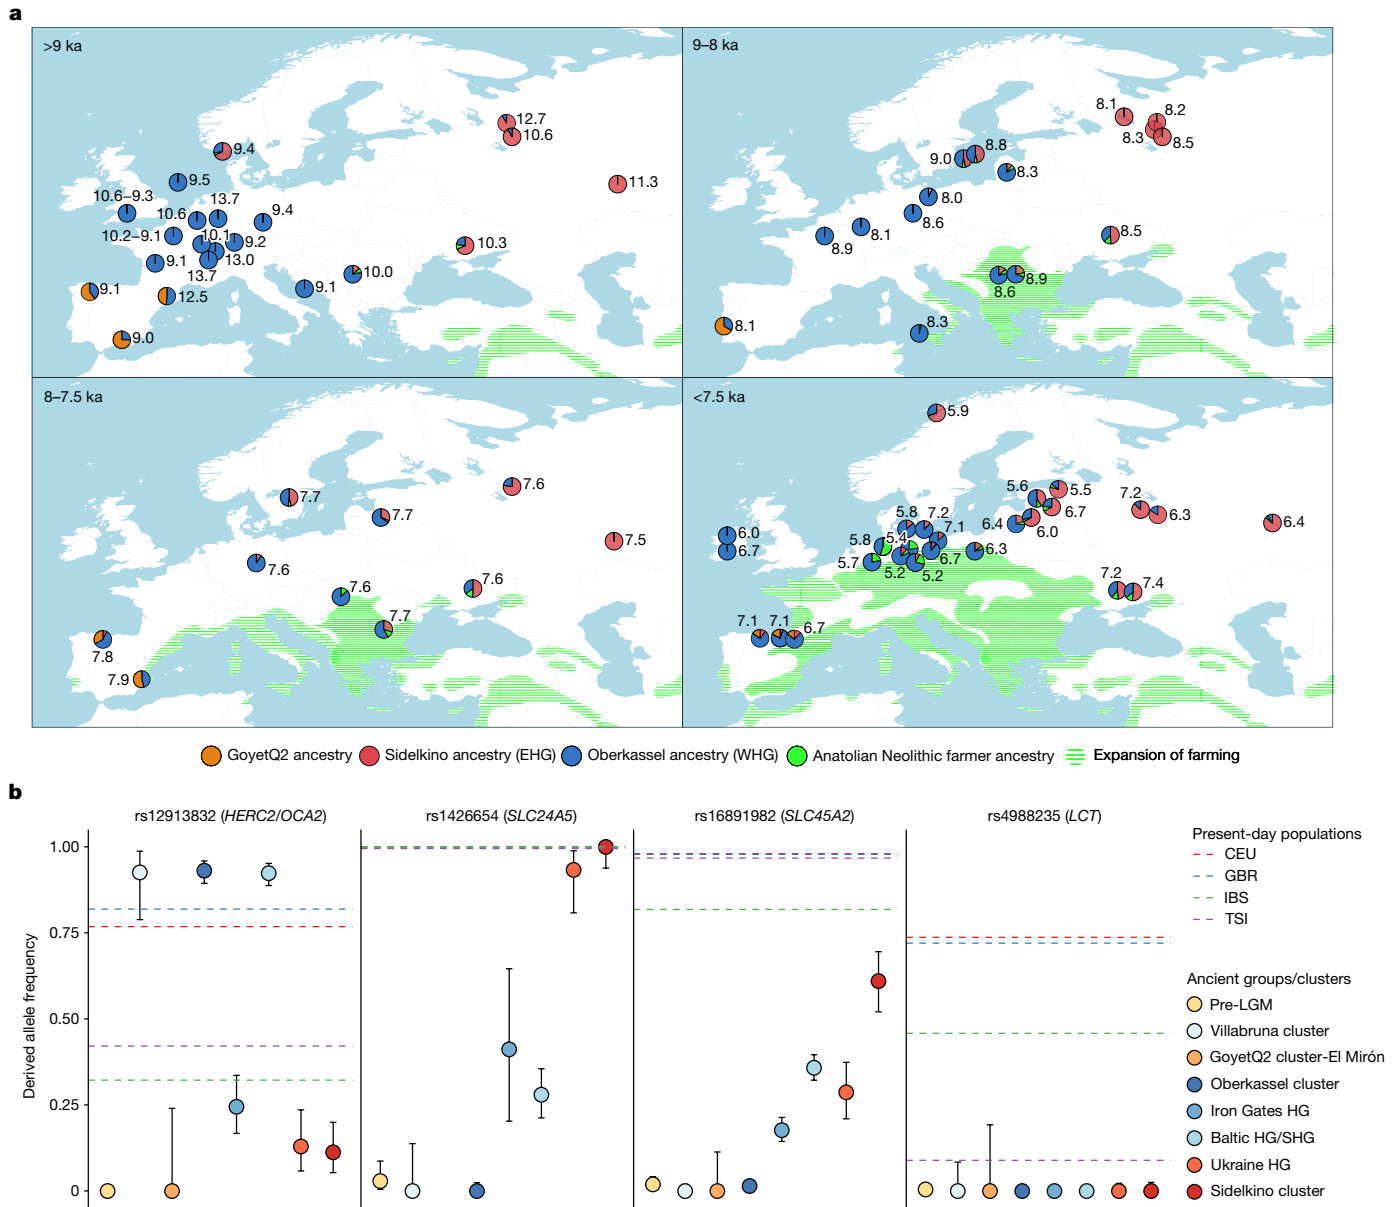 a
>9 ka
12.7
10.6
9.4
11.3
9.5
10.6–9.3
13.7
10.6
9.4
10.2–9.1
10.1
9.2
10.3
9.1
13.0
13.7
10.0
9.1
9.1
12.5
9.0
9–8 ka
8.1
8.2
8.3
8.5
8.8
9.0
8.3
8.0
8.6
8.1
8.9
8.5
8.9
8.6
8.3
8.1
8–7.5 ka
7.6
7.7
7.7
7.5
7.6
7.6
7.6
7.7
7.8
7.9
<7.5 ka
5.9
5.6
5.5
7.2
6.7
6.3
6.4
5.8
7.2
6.4
6.0
7.1
6.0
5.8
5.4
6.7
6.3
6.7
5.7
5.2
5.2
7.2
7.4
7.1
7.1
6.7
GoyetQ2 ancestry
Sidelkino ancestry (EHG)
Oberkassel ancestry (WHG)
Anatolian Neolithic farmer ancestry
Expansion of farming
b
rs12913832 (HERC2/OCA2)
rs1426654 (SLC24A5)
rs16891982 (SLC45A2)
rs4988235 (LCT)
Derived allele frequency
1.00
0.75
0.50
0.25
0
Present-day populations
CEU
GBR
IBS
TSI
Ancient groups/clusters
Pre-LGM
Villabruna cluster
GoyetQ2 cluster-El Mirón
Oberkassel cluster
Iron Gates HG
Baltic HG/SHG
Ukraine HG
Sidelkino cluster